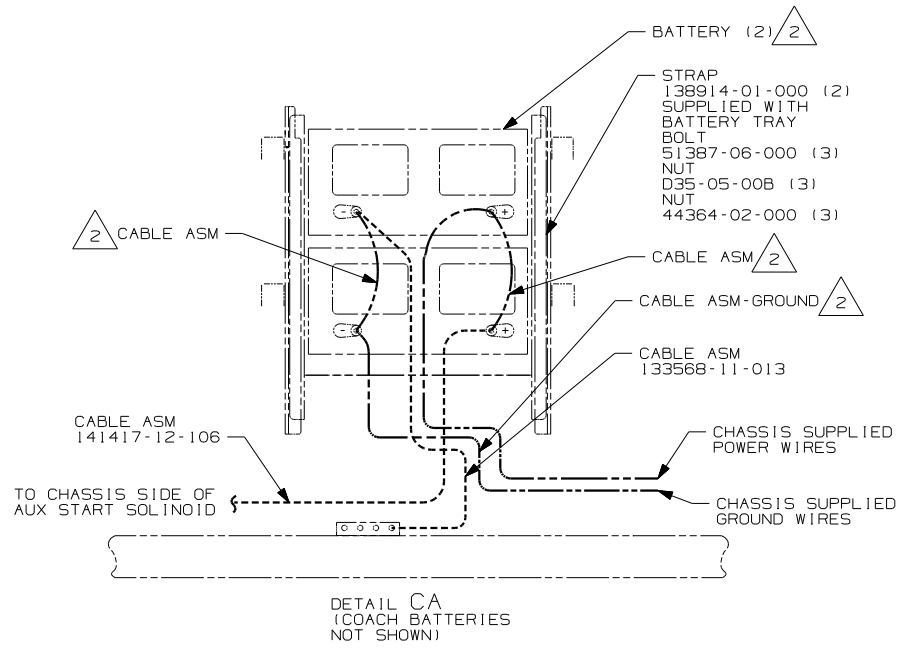 BATTERY (2) 2
STRAP
138914-01-000 (2)
SUPPLIED WITH
BATTERY TRAY
BOLT
51387-06-000 (3)
NUT
D35-05-00B (3)
NUT
44364-02-000 (3)
2 CABLE ASM
CABLE ASM 2
CABLE ASM-GROUND 2
CABLE ASM
133568-11-013
- +
- +
CABLE ASM
141417-12-106
CHASSIS SUPPLIED
POWER WIRES
TO CHASSIS SIDE OF
AUX START SOLINOID
CHASSIS SUPPLIED
GROUND WIRES
DETAIL CA
(COACH BATTERIES
NOT SHOWN)